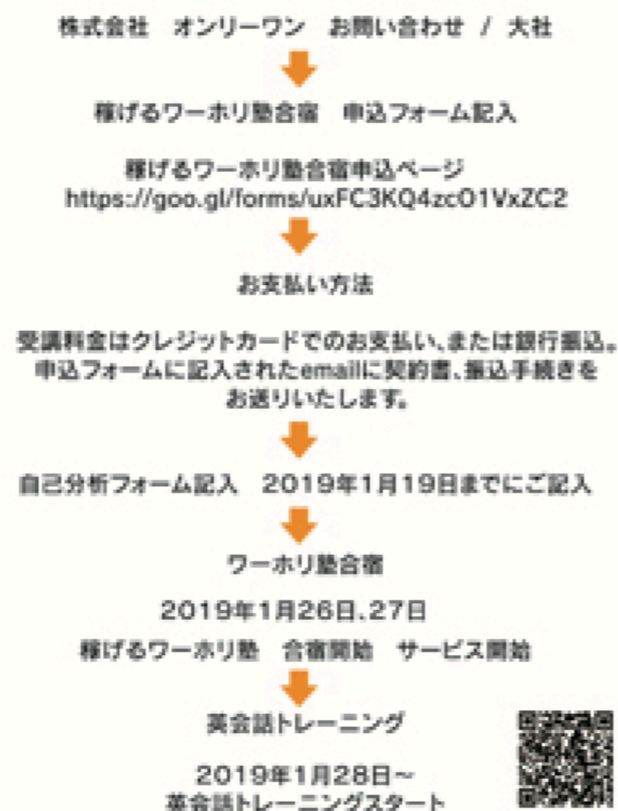 株式会社　オンリーワン　お問い合わせ / 大社
稼げるワーホリ塾合宿　申込フォーム記入
稼げるワーホリ塾合宿申込ページ
https://goo.gl/forms/uxFC3KQ4zcO1VxZC2
お支払い方法
受講料金はクレジットカードでのお支払い、または銀行振込。
申込フォームに記入されたemailに契約書、振込手続きを
お送りいたします。
自己分析フォーム記入　2019年1月19日までにご記入
ワーホリ塾合宿
2019年1月26日、27日
稼げるワーホリ塾　合宿開始　サービス開始
英会話トレーニング
2019年1月28日〜
英会話トレーニングスタート